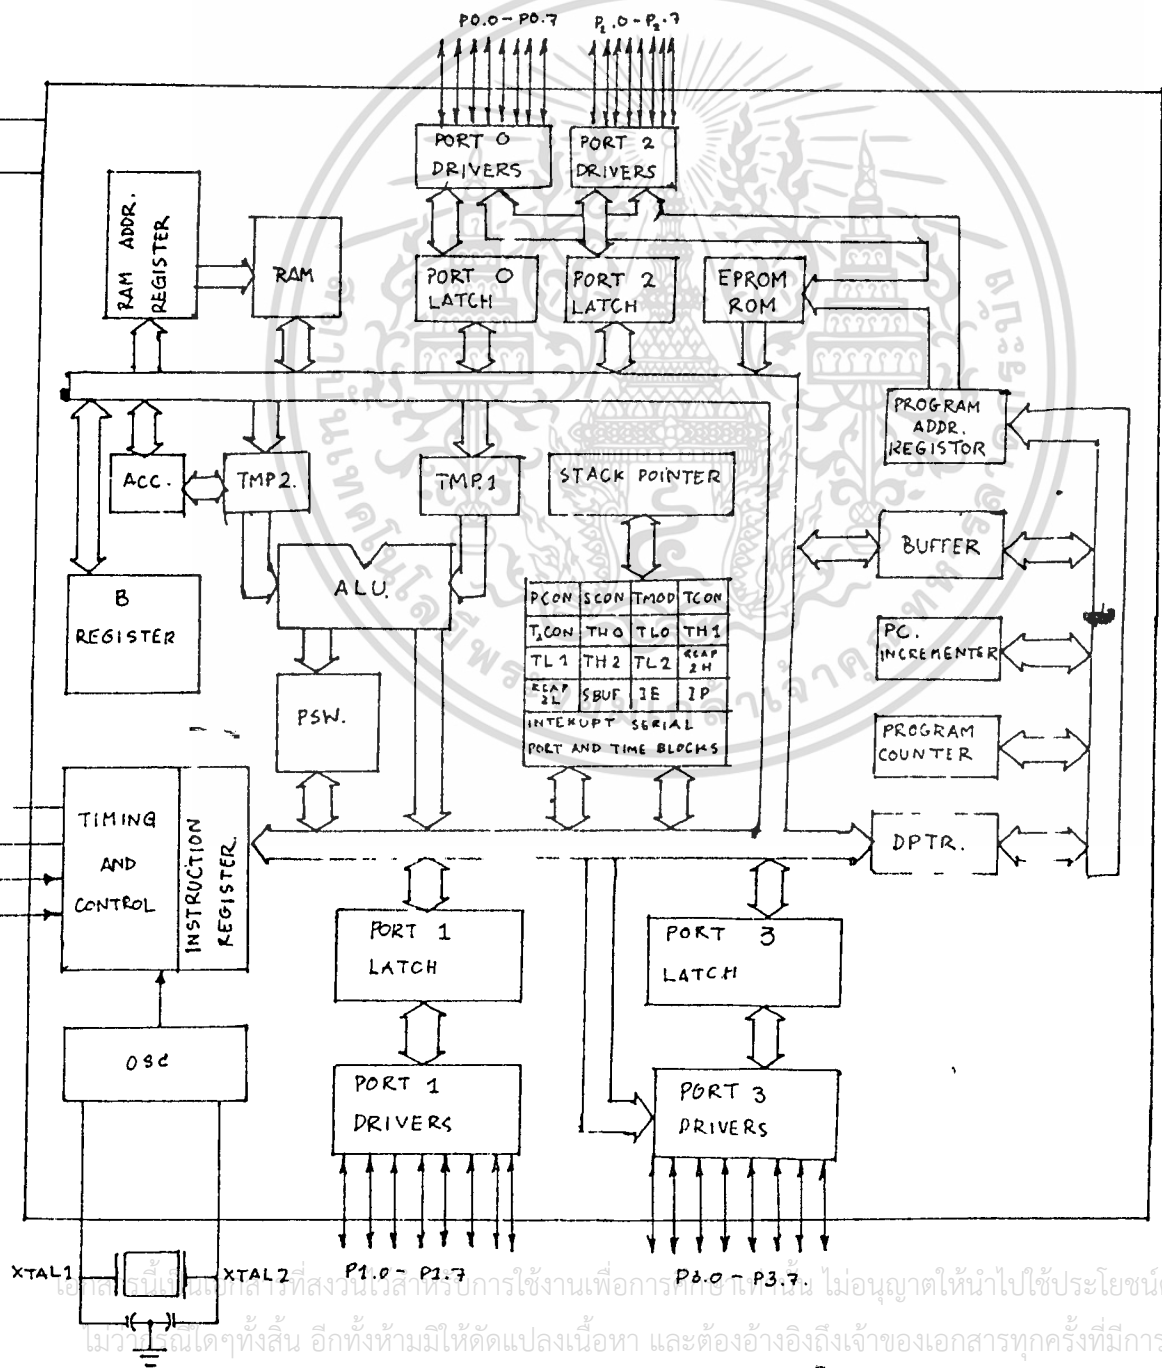 P0.0 - P0.7
P2.0 - P2.7
PORT 0
DRIVERS
PORT 2
DRIVERS
RAM ADDR.
REGISTER
RAM
PORT 0
LATCH
PORT 2
LATCH
EPROM
ROM
PROGRAM
ADDR.
REGISTOR
ACC.
TMP2.
TMP.1
STACK POINTER
BUFFER
B
REGISTER
ALU.
PCON SCON TMOD TCON
T2CON TH0 TL0 TH1
TL1 TH2 TL2 RCAP 2H
RCAP 2L SBUF IE IP
INTERUPT SERIAL
PORT AND TIME BLOCKS
PC.
INCREMENTER
PSW.
PROGRAM
COUNTER
TIMING
AND
CONTROL
INSTRUCTION
REGISTER.
DPTR.
PORT 1
LATCH
PORT 3
LATCH
OSC
PORT 1
DRIVERS
PORT 3
DRIVERS
XTAL1
XTAL2
P1.0 - P1.7
P3.0 - P3.7.
เอกสารนี้เป็นเอกสารที่สงวนไว้สำหรับการใช้งานเพื่อการศึกษาเท่านั้น ไม่อนุญาตให้นำไปใช้ประโยชน์
ไม่ว่ากรณีใดๆทั้งสิ้น อีกทั้งห้ามมิให้ดัดแปลงเนื้อหา และต้องอ้างอิงถึงเจ้าของเอกสารทุกครั้งที่มีการ